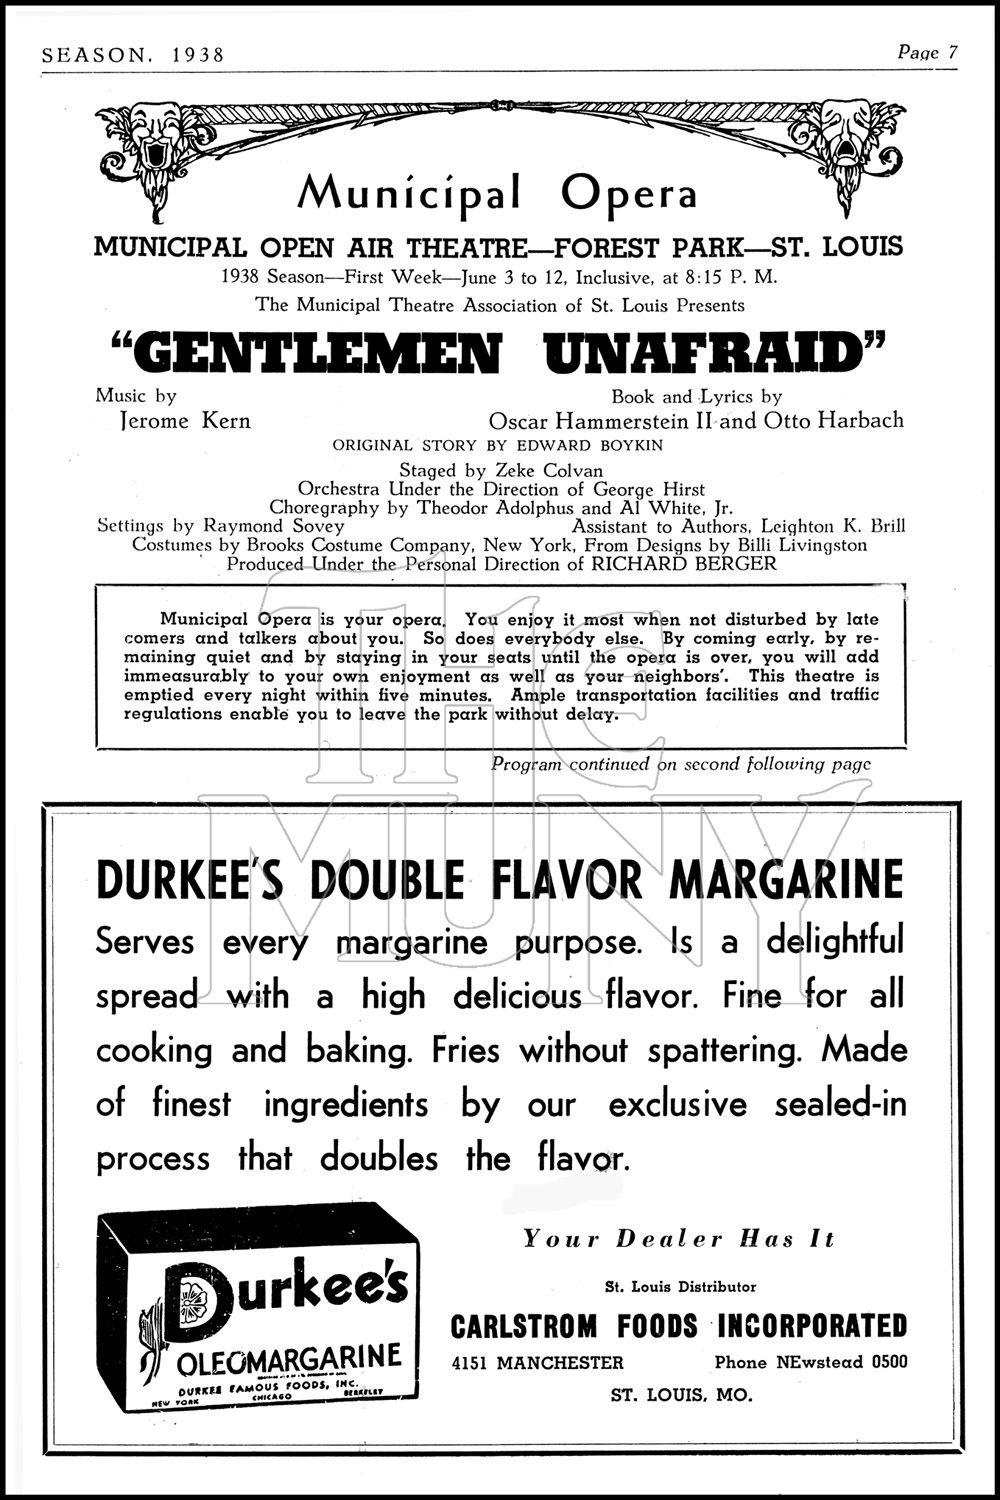 SEASON, 1938
Page 7
Municipal Opera
MUNICIPAL OPEN AIR THEATRE—FOREST PARK—ST. LOUIS
1938 Season—First Week—June 3 to 12, Inclusive, at 8:15 P. M.
The Municipal Theatre Association of St. Louis Presents
“GENTLEMEN UNAFRAID”
Music by
Jerome Kern
Book and Lyrics by
Oscar Hammerstein II and Otto Harbach
ORIGINAL STORY BY EDWARD BOYKIN
Staged by Zeke Colvan
Orchestra Under the Direction of George Hirst
Choregraphy by Theodor Adolphus and Al White, Jr.
Settings by Raymond Sovey
Assistant to Authors, Leighton K. Brill
Costumes by Brooks Costume Company, New York, From Designs by Billi Livingston
Produced Under the Personal Direction of RICHARD BERGER
Municipal Opera is your opera. You enjoy it most when not disturbed by late
comers and talkers about you. So does everybody else. By coming early, by re-
maining quiet and by staying in your seats until the opera is over, you will add
immeasurably to your own enjoyment as well as your neighbors'. This theatre is
emptied every night within five minutes. Ample transportation facilities and traffic
regulations enable you to leave the park without delay.
Program continued on second following page
THE
MUNY
DURKEE'S DOUBLE FLAVOR MARGARINE
Serves every margarine purpose. Is a delightful
spread with a high delicious flavor. Fine for all
cooking and baking. Fries without spattering. Made
of finest ingredients by our exclusive sealed-in
process that doubles the flavor.
Durkee's
OLEOMARGARINE
DURKEE FAMOUS FOODS, INC.
NEW YORK CHICAGO BERKELEY
Your Dealer Has It
St. Louis Distributor
CARLSTROM FOODS INCORPORATED
4151 MANCHESTER
Phone NEwstead 0500
ST. LOUIS, MO.